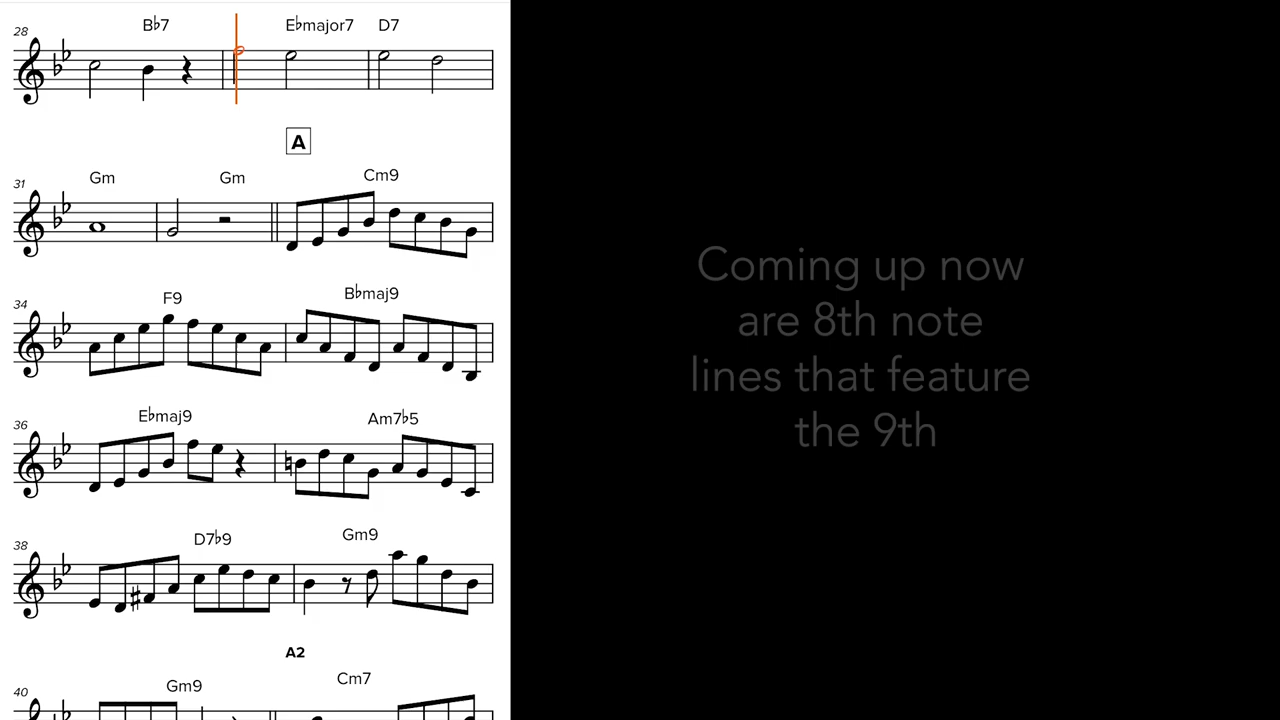 28 B♭7 E♭major7 D7
A
31 Gm Gm Cm9
34 F9 B♭maj9
36 E♭maj9 Am7♭5
38 D7♭9 Gm9
A2
40 Gm9 Cm7
Coming up now
are 8th note
lines that feature
the 9th